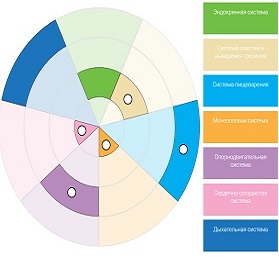 Эндокринная система
Система очистки и
выведения токсинов
Система пищеварения
Мочеполовая система
Опорнодвигательная
система
Сердечно сосудистая
система
Дыхательная система